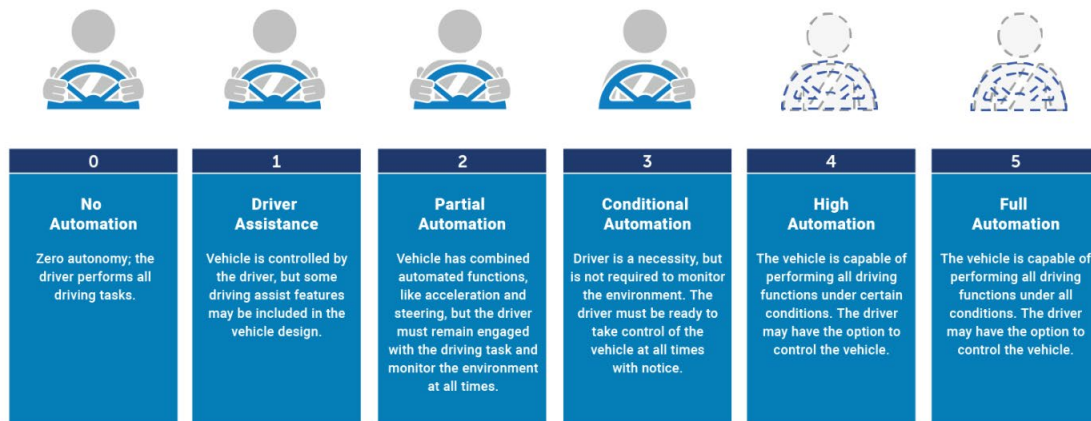 0
No
Automation
Zero autonomy; the
driver performs all
driving tasks.
1
Driver
Assistance
Vehicle is controlled by
the driver, but some
driving assist features
may be included in the
vehicle design.
2
Partial
Automation
Vehicle has combined
automated functions,
like acceleration and
steering, but the driver
must remain engaged
with the driving task and
monitor the environment
at all times.
3
Conditional
Automation
Driver is a necessity, but
is not required to monitor
the environment. The
driver must be ready to
take control of the
vehicle at all times
with notice.
4
High
Automation
The vehicle is capable of
performing all driving
functions under certain
conditions. The driver
may have the option to
control the vehicle.
5
Full
Automation
The vehicle is capable of
performing all driving
functions under all
conditions. The driver
may have the option to
control the vehicle.